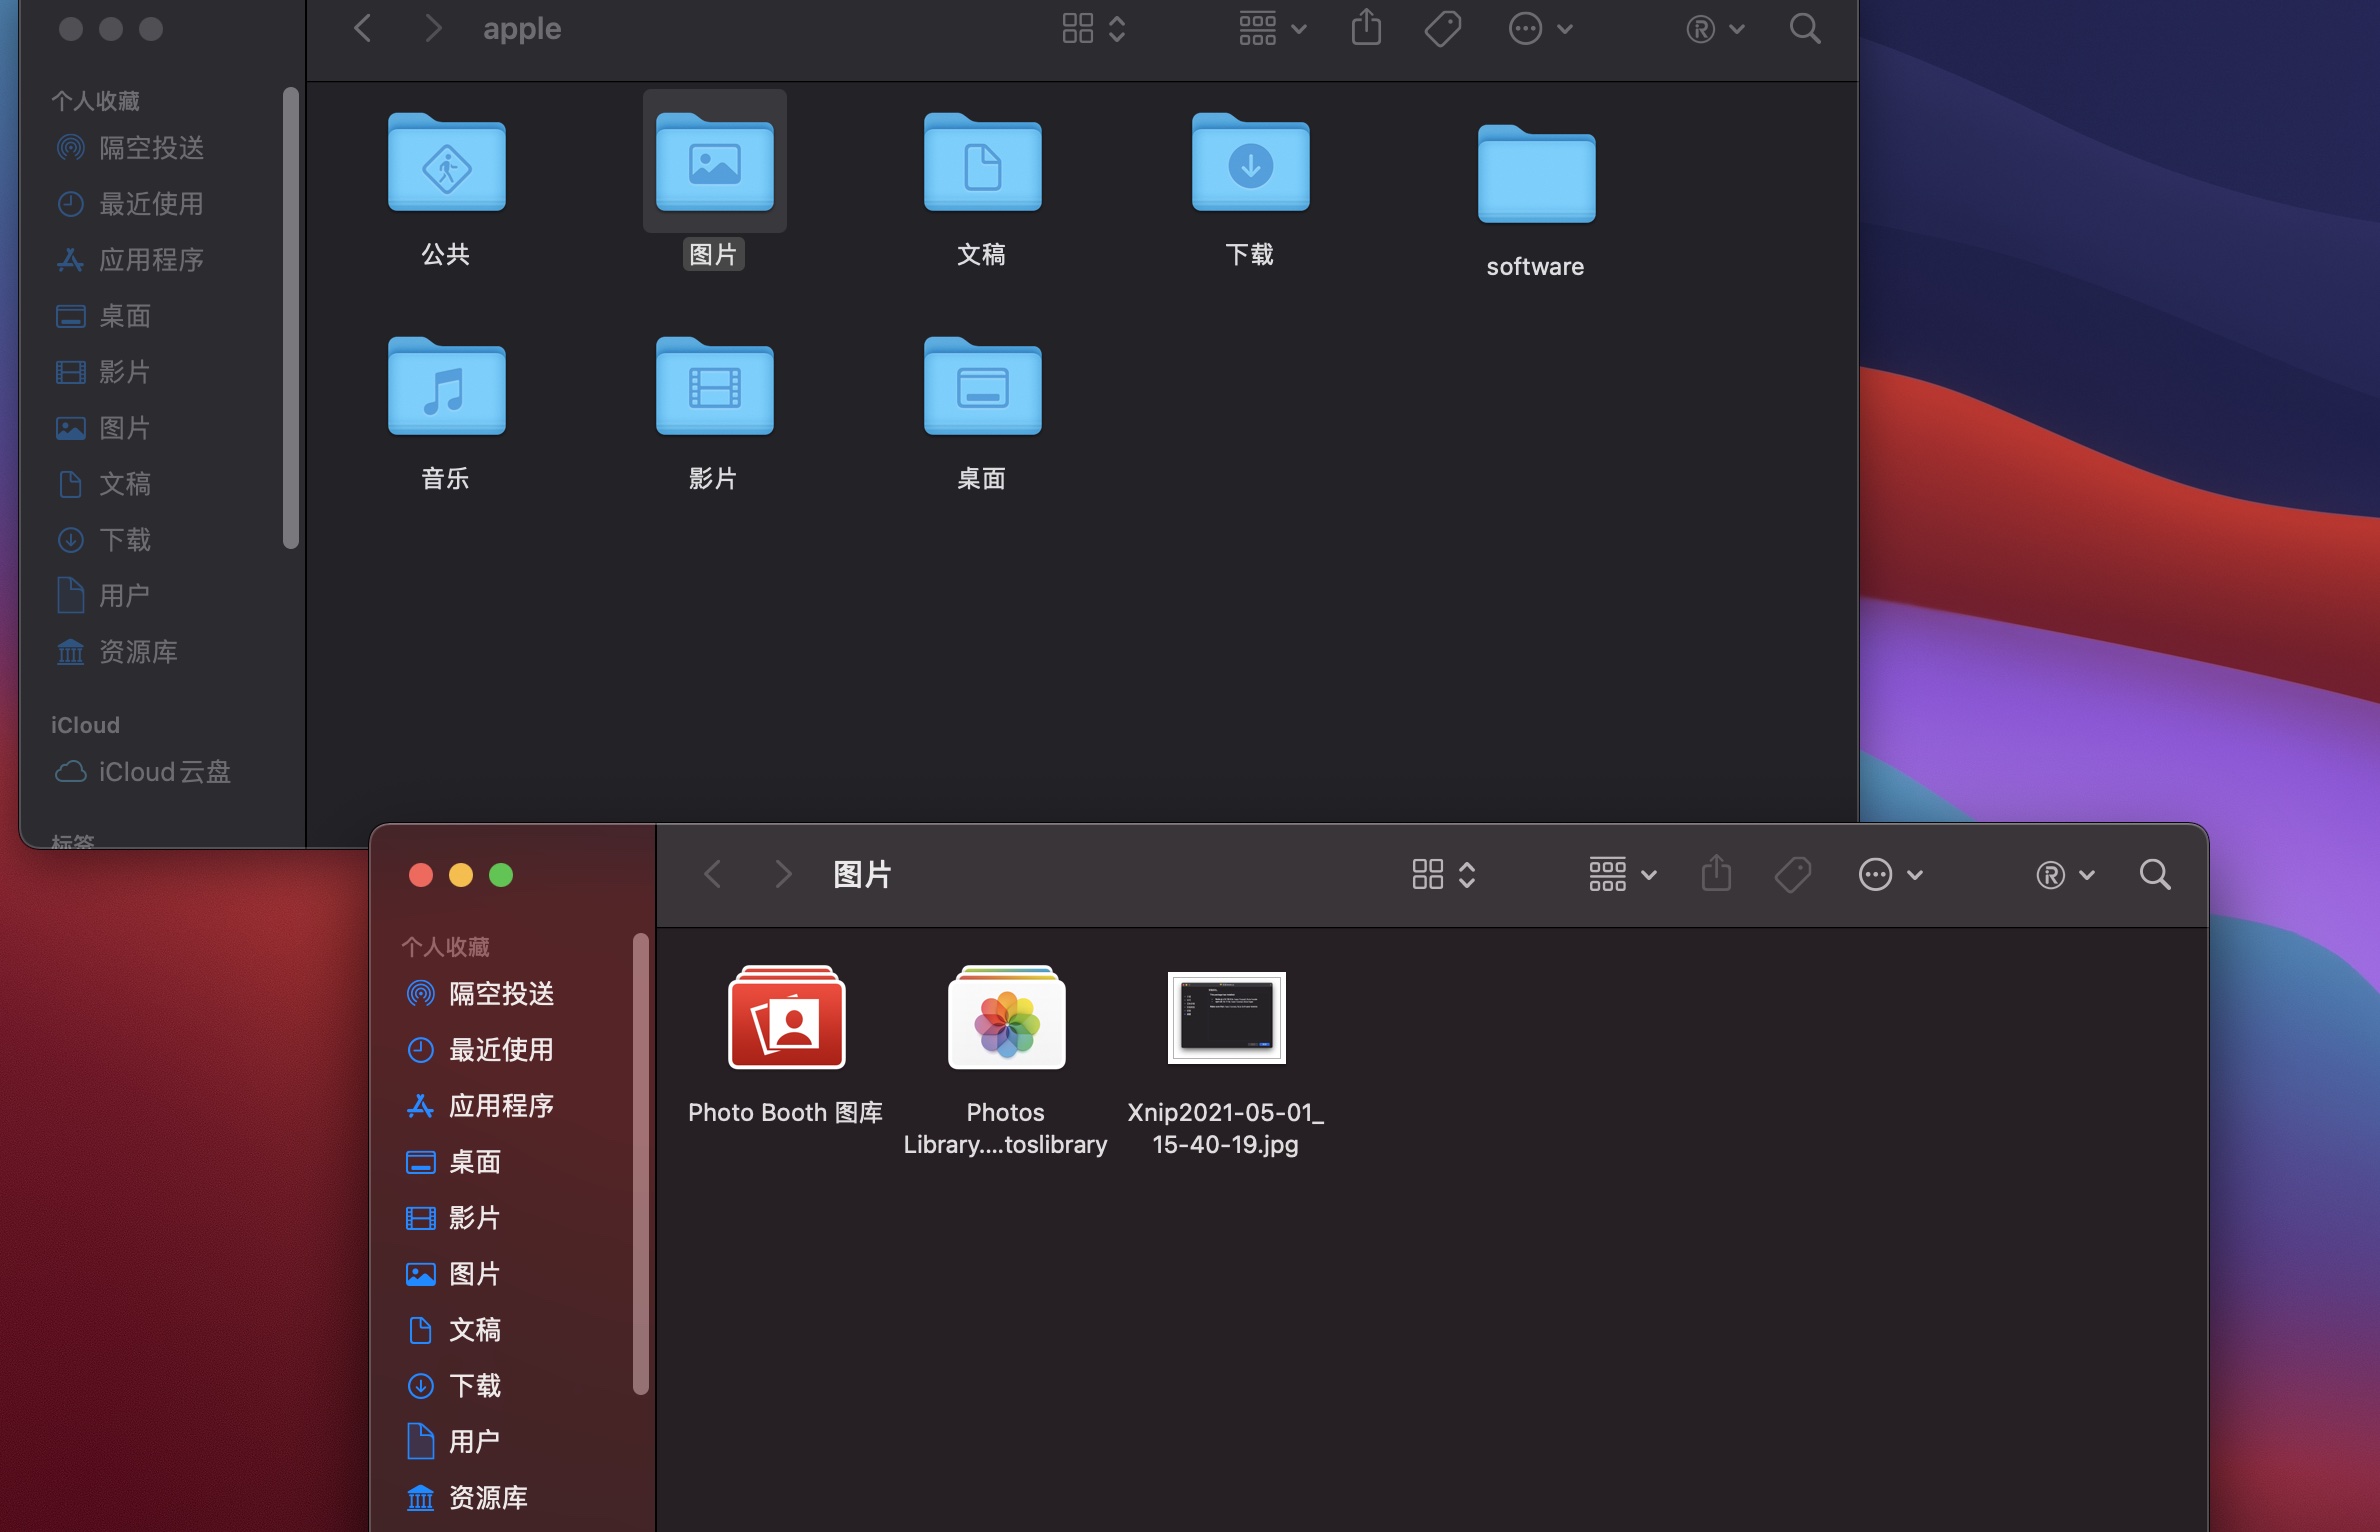 apple
个人收藏
隔空投送
最近使用
应用程序
桌面
影片
图片
文稿
下载
用户
资源库
iCloud
iCloud云盘
标签
公共
图片
文稿
下载
software
音乐
影片
桌面
图片
个人收藏
隔空投送
最近使用
应用程序
桌面
影片
图片
文稿
下载
用户
资源库
Photo Booth 图库
Photos
Library....toslibrary
Xnip2021-05-01_
15-40-19.jpg